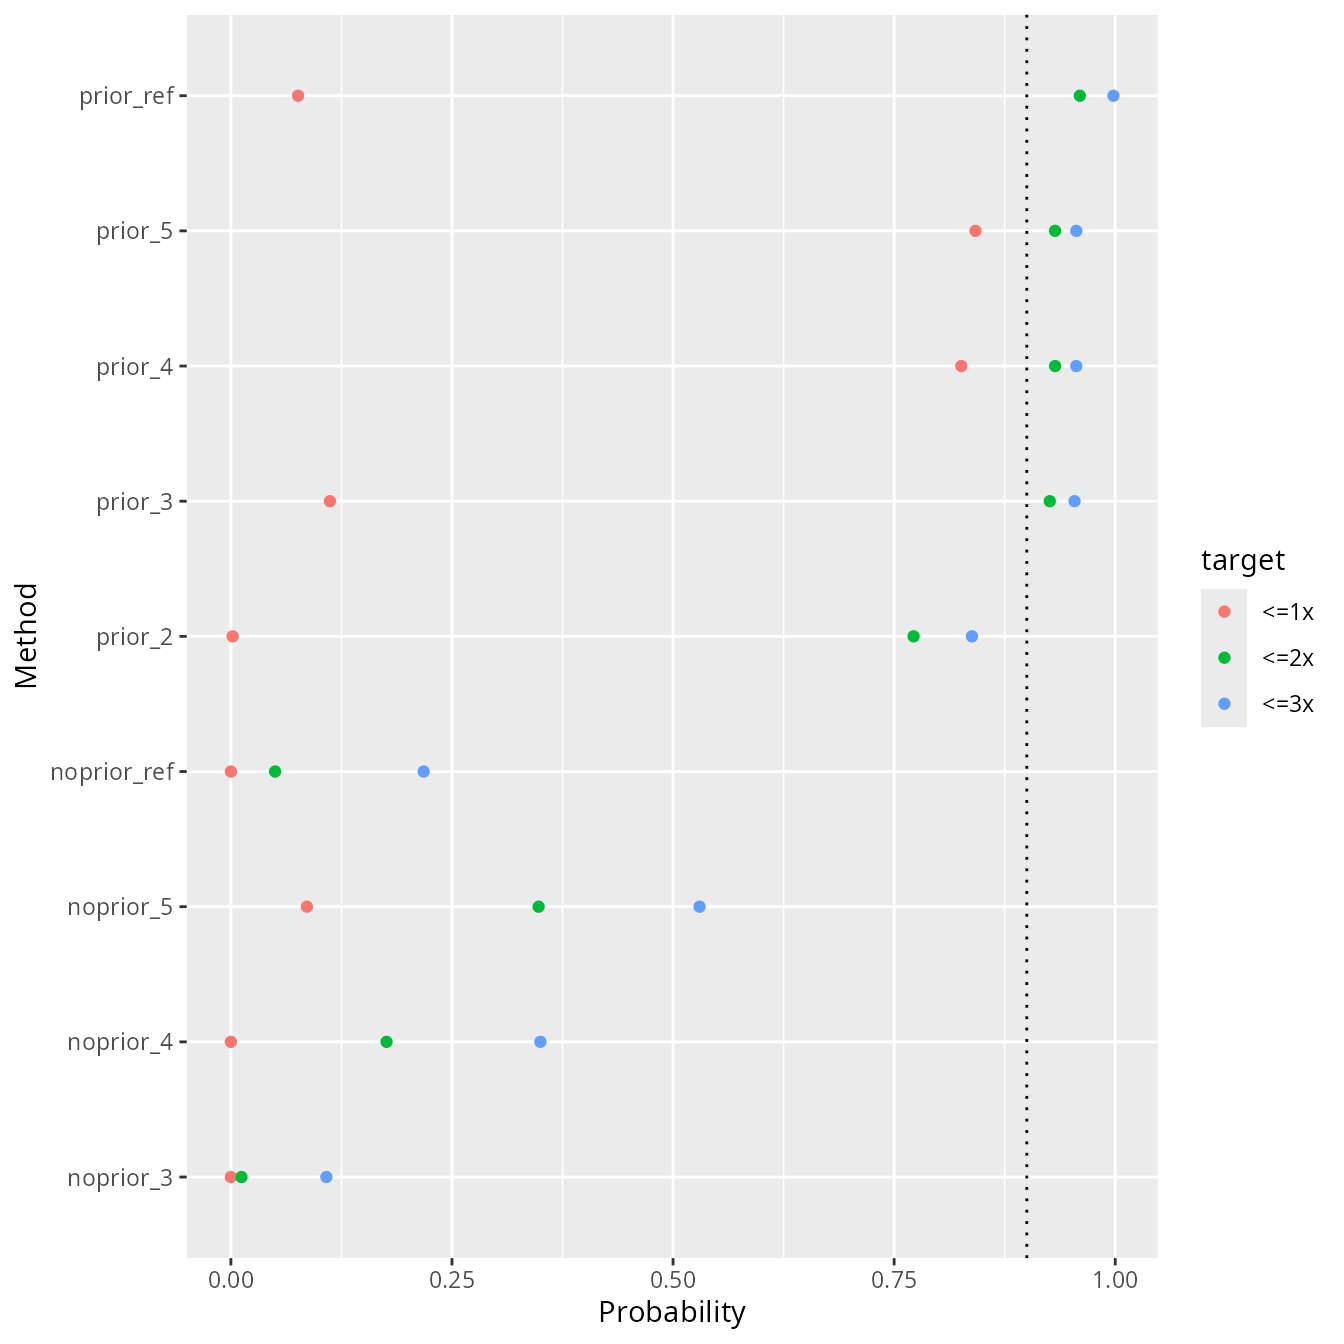 prior_ref
prior_5
prior_4
prior_3
prior_2
noprior_ref
noprior_5
noprior_4
noprior_3
Method
0.00 0.25 0.50 0.75 1.00
Probability
target
<=1x
<=2x
<=3x